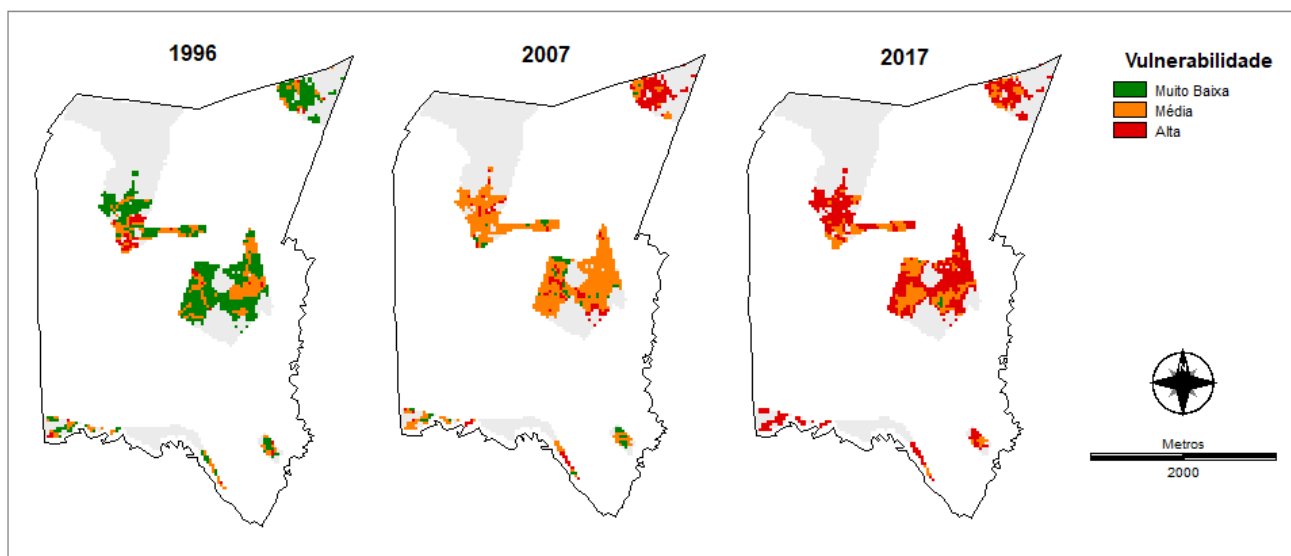 1996
2007
2017
Vulnerabilidade
Muito Baixa
Média
Alta
Metros
2000